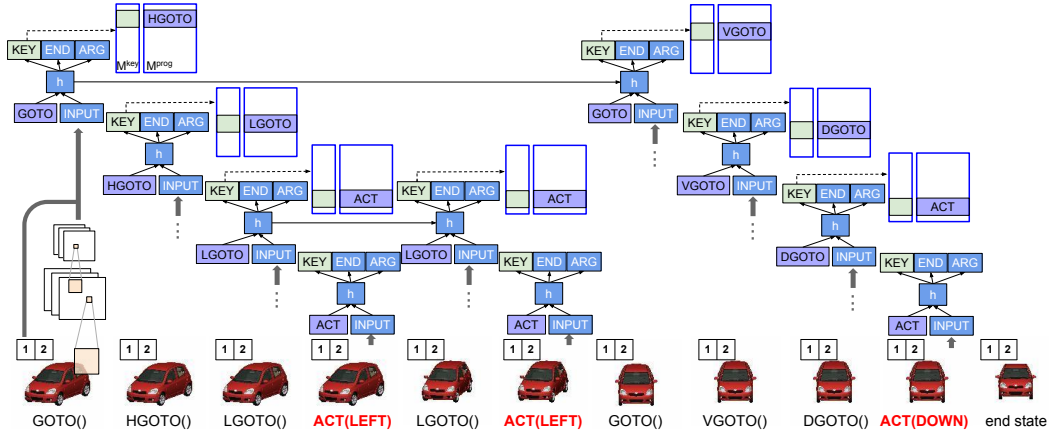 HGOTO
VGOTO
KEY END ARG
KEY END ARG
M^key M^prog
h
h
GOTO INPUT
GOTO INPUT
KEY END ARG
LGOTO
KEY END ARG
DGOTO
h
h
HGOTO INPUT
VGOTO INPUT
KEY END ARG
ACT
KEY END ARG
ACT
KEY END ARG
ACT
h
h
h
LGOTO INPUT
LGOTO INPUT
DGOTO INPUT
KEY END ARG
KEY END ARG
KEY END ARG
h
h
h
ACT INPUT
ACT INPUT
ACT INPUT
1 2
1 2
1 2
1 2
1 2
1 2
1 2
1 2
1 2
1 2
1 2
GOTO() HGOTO() LGOTO() ACT(LEFT) LGOTO() ACT(LEFT) GOTO() VGOTO() DGOTO() ACT(DOWN) end state